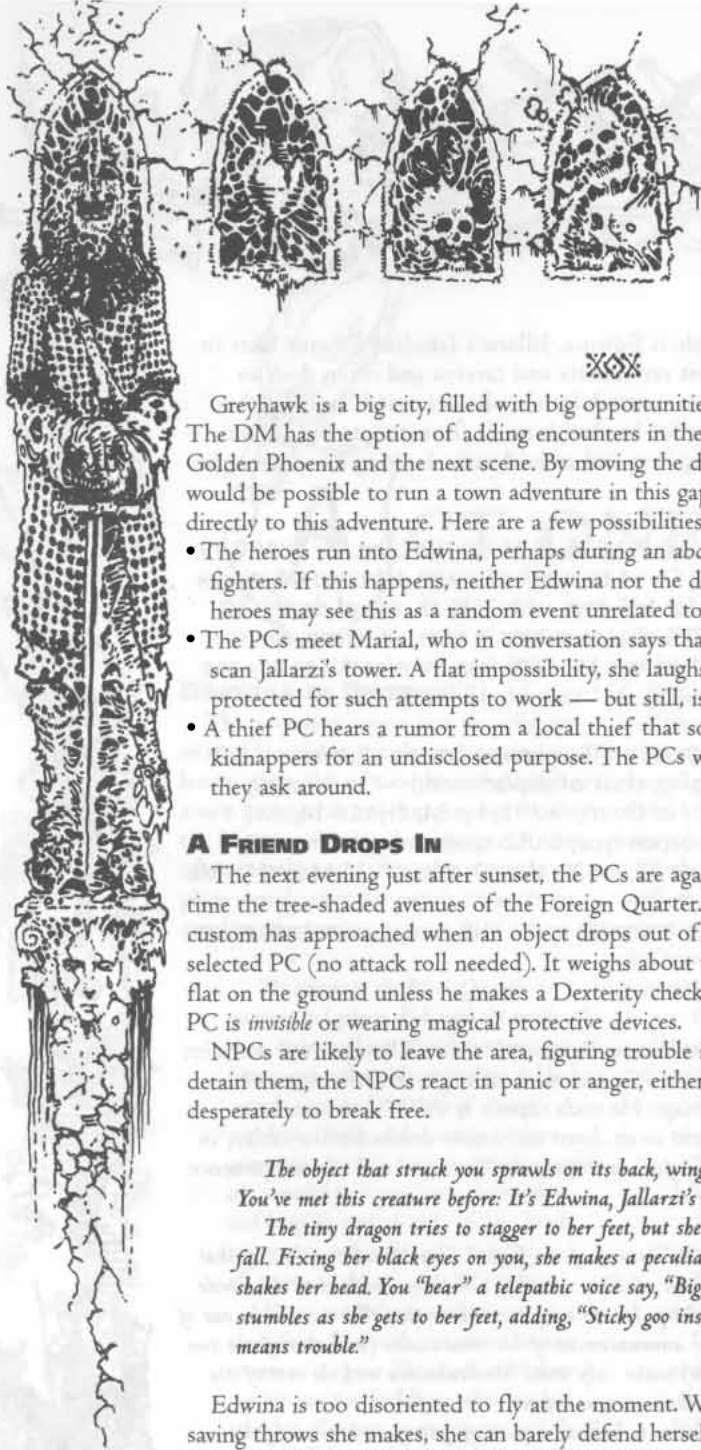 Greyhawk is a big city, filled with big opportunitie
The DM has the option of adding encounters in the
Golden Phoenix and the next scene. By moving the d
would be possible to run a town adventure in this gap
directly to this adventure. Here are a few possibilities
• The heroes run into Edwina, perhaps during an abo
fighters. If this happens, neither Edwina nor the d
heroes may see this as a random event unrelated to
• The PCs meet Marial, who in conversation says tha
scan Jallarzi's tower. A flat impossibility, she laughs
protected for such attempts to work — but still, is
• A thief PC hears a rumor from a local thief that so
kidnappers for an undisclosed purpose. The PCs w
they ask around.
A Friend Drops In
The next evening just after sunset, the PCs are aga
time the tree-shaded avenues of the Foreign Quarter.
custom has approached when an object drops out of
selected PC (no attack roll needed). It weighs about
flat on the ground unless he makes a Dexterity check
PC is invisible or wearing magical protective devices.
NPCs are likely to leave the area, figuring trouble
detain them, the NPCs react in panic or anger, either
desperately to break free.
The object that struck you sprawls on its back, wing
You've met this creature before: It's Edwina, Jallarzi's
The tiny dragon tries to stagger to her feet, but she
fall. Fixing her black eyes on you, she makes a peculia
shakes her head. You "hear" a telepathic voice say, "Big
stumbles as she gets to her feet, adding, "Sticky goo ins
means trouble."
Edwina is too disoriented to fly at the moment. W
saving throws she makes, she can barely defend hersel